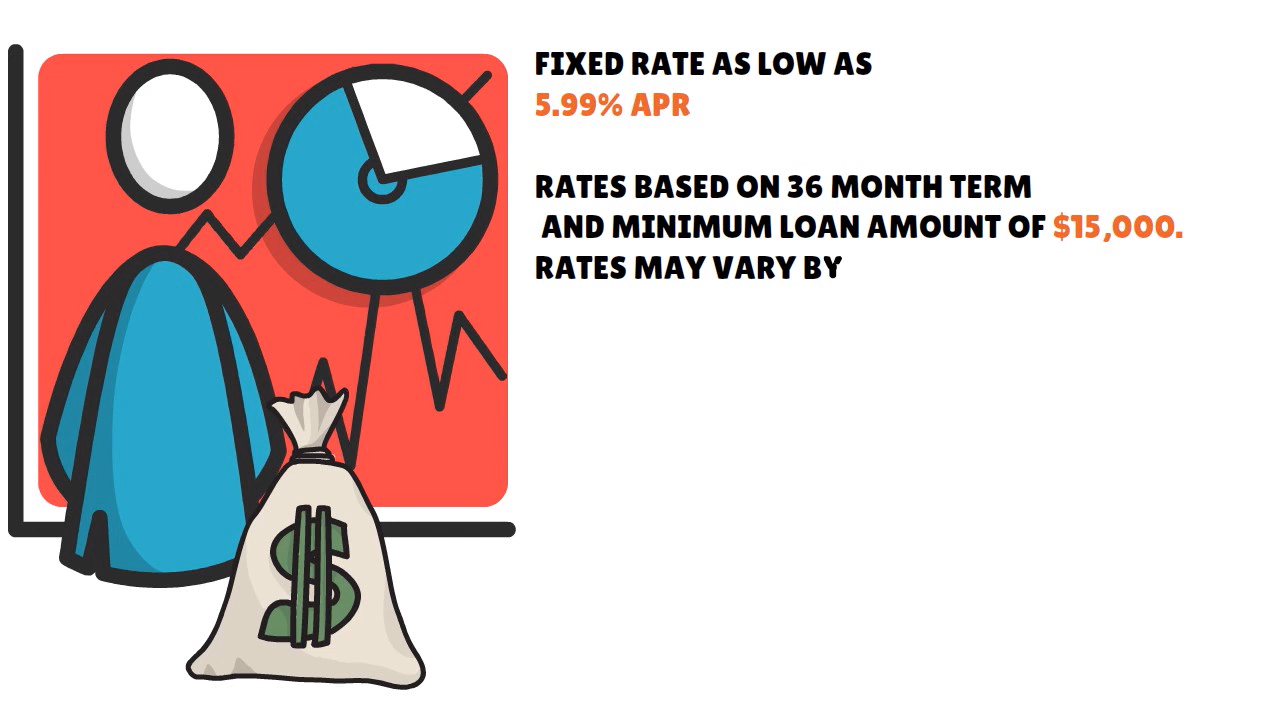 FIXED RATE AS LOW AS
5.99% APR
RATES BASED ON 36 MONTH TERM
AND MINIMUM LOAN AMOUNT OF $15,000.
RATES MAY VARY BY
$